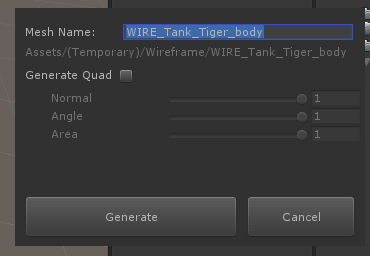 Mesh Name: WIRE_Tank_Tiger_body
Assets/(Temporary)/Wireframe/WIRE_Tank_Tiger_body
Generate Quad
Normal 1
Angle 1
Area 1
Generate Cancel